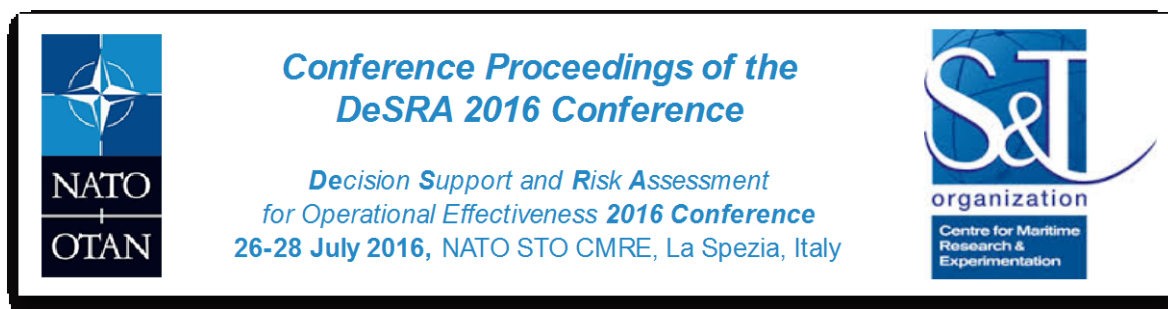 NATO
OTAN
Conference Proceedings of the
DeSRA 2016 Conference
Decision Support and Risk Assessment
for Operational Effectiveness 2016 Conference
26-28 July 2016, NATO STO CMRE, La Spezia, Italy
S&T
organization
Centre for Maritime
Research &
Experimentation